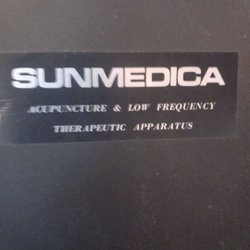 SUNMEDICA
ACUPUNCTURE & LOW FREQUENCY
THERAPEUTIC APPARATUS